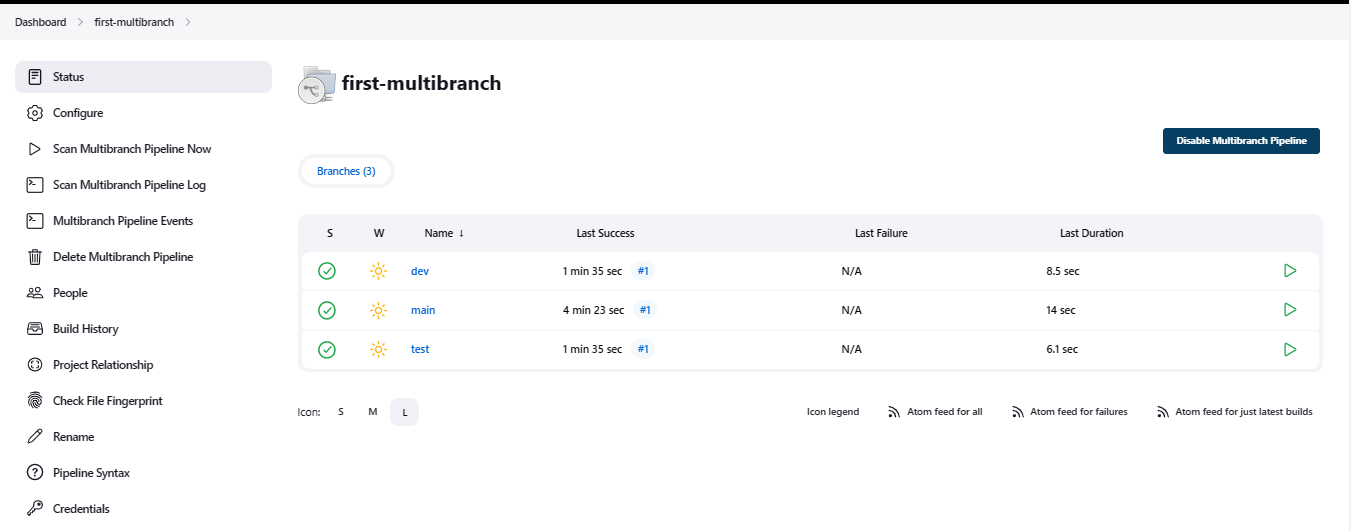 Dashboard > first-multibranch >
Status
Configure
Scan Multibranch Pipeline Now
Scan Multibranch Pipeline Log
Multibranch Pipeline Events
Delete Multibranch Pipeline
People
Build History
Project Relationship
Check File Fingerprint
Rename
Pipeline Syntax
Credentials
first-multibranch
Disable Multibranch Pipeline
Branches (3)
S W Name ↓ Last Success Last Failure Last Duration
dev 1 min 35 sec #1 N/A 8.5 sec
main 4 min 23 sec #1 N/A 14 sec
test 1 min 35 sec #1 N/A 6.1 sec
Icon: S M L Icon legend Atom feed for all Atom feed for failures Atom feed for just latest builds